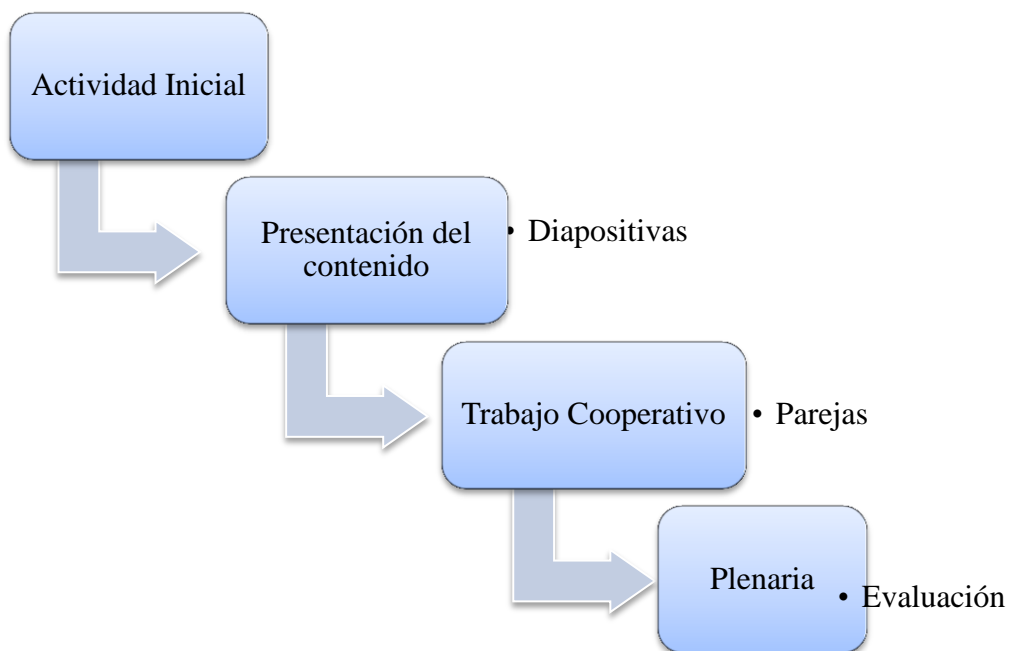 Actividad Inicial
Presentación del
contenido
• Diapositivas
Trabajo Cooperativo
• Parejas
Plenaria
• Evaluación